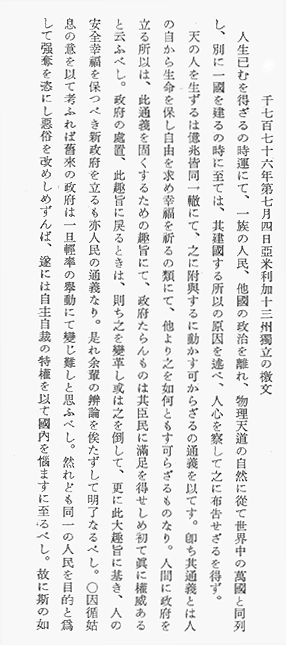 千七百七十六年第七月四日亞米利加十三州獨立の檄文
人生已むを得ざるの時運にて、一族の人民、他國の政治を離れ、物理天道の自然に從て世界中の萬國と同列
し、別に一國を建るの時に至ては、其建國する所以の原因を述べ、人心を察して之に布告せざるを得ず。
天の人を生ずるは億兆皆同一轍にて、之に附與するに動かす可からざるの通義を以てす。即ち其通義とは人
の自から生命を保し自由を求め幸福を祈るの類にて、他より之を如何ともす可らざるものなり。人間に政府を
立る所以は、此通義を固くするための趣旨にて、政府たらんものは其臣民に滿足を得せしめ初て眞に權威ある
と云ふべし。政府の處置、此趣旨に戻るときは、則ち之を變革し或は之を倒して、更に此大趣旨に基き、人の
安全幸福を保つべき新政府を立るも亦人民の通義なり。是れ余輩の辨論を俟たずして明了なるべし。○因循姑
息の意を以て考ふれば舊來の政府は一旦輕率の擧動にて變じ難しと思ふべし。然れども同一の人民を目的と爲
して强奪を恣にし惡俗を改めしめずんば、遂には自主自裁の特權を以て國內を惱ますに至るべし。故に斯の如